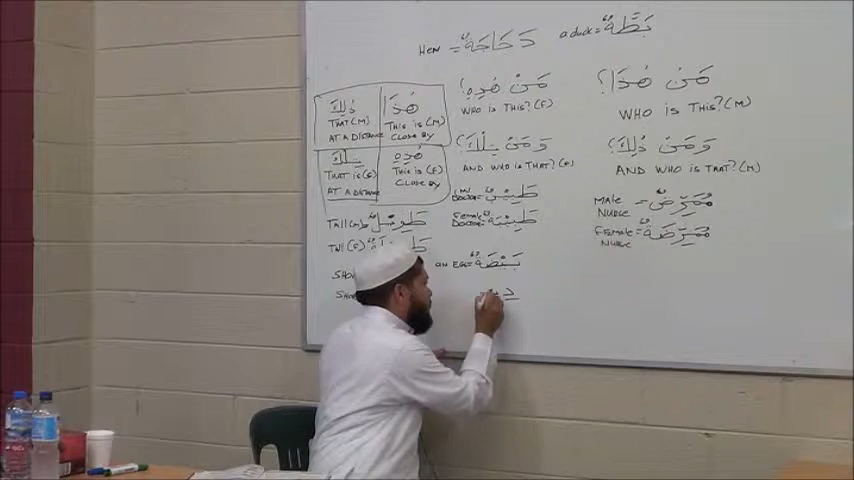 HEN = دَجَاجَةٌ
a duck = بَطَّةٌ
مَنْ هٰذَا؟
WHO IS THIS? (M)
وَمَنْ ذٰلِكَ؟
AND WHO IS THAT? (M)
MALE NURSE = مُمَرِّضٌ
FEMALE NURSE = مُمَرِّضَةٌ
مَنْ هٰذِهِ؟
WHO IS THIS? (F)
وَمَنْ تِلْكَ؟
AND WHO IS THAT? (F)
DOCTOR = طَبِيبٌ
FEMALE DOCTOR = طَبِيبَةٌ
an EGG = بَيْضَةٌ
هٰذَا
THIS IS (M)
CLOSE BY
ذٰلِكَ
THAT (M)
AT A DISTANCE
هٰذِهِ
THIS IS (F)
CLOSE BY
تِلْكَ
THAT IS (F)
AT A DISTANCE
Tall (M) طَوِيلٌ
Tall (F)